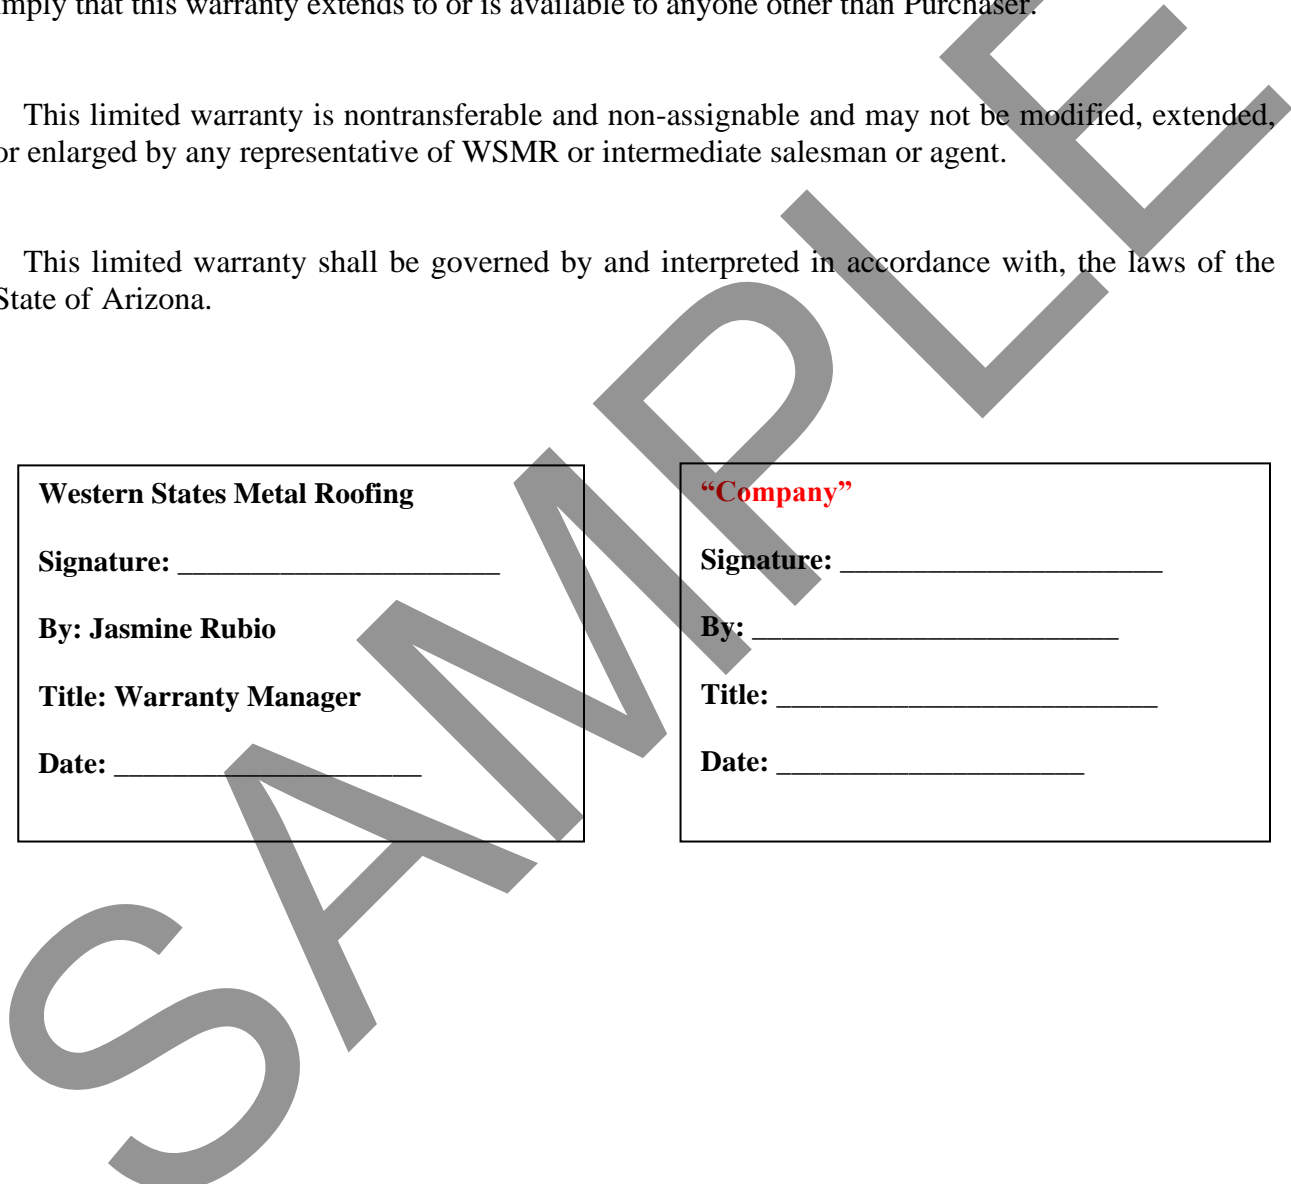 imply that this warranty extends to or is available to anyone other than Purchaser.
This limited warranty is nontransferable and non-assignable and may not be modified, extended,
or enlarged by any representative of WSMR or intermediate salesman or agent.
This limited warranty shall be governed by and interpreted in accordance with, the laws of the
State of Arizona.
Western States Metal Roofing
Signature: ______________________
By: Jasmine Rubio
Title: Warranty Manager
Date: _____________________
“Company”
Signature: ______________________
By: _________________________
Title: __________________________
Date: _____________________
SAMPLE